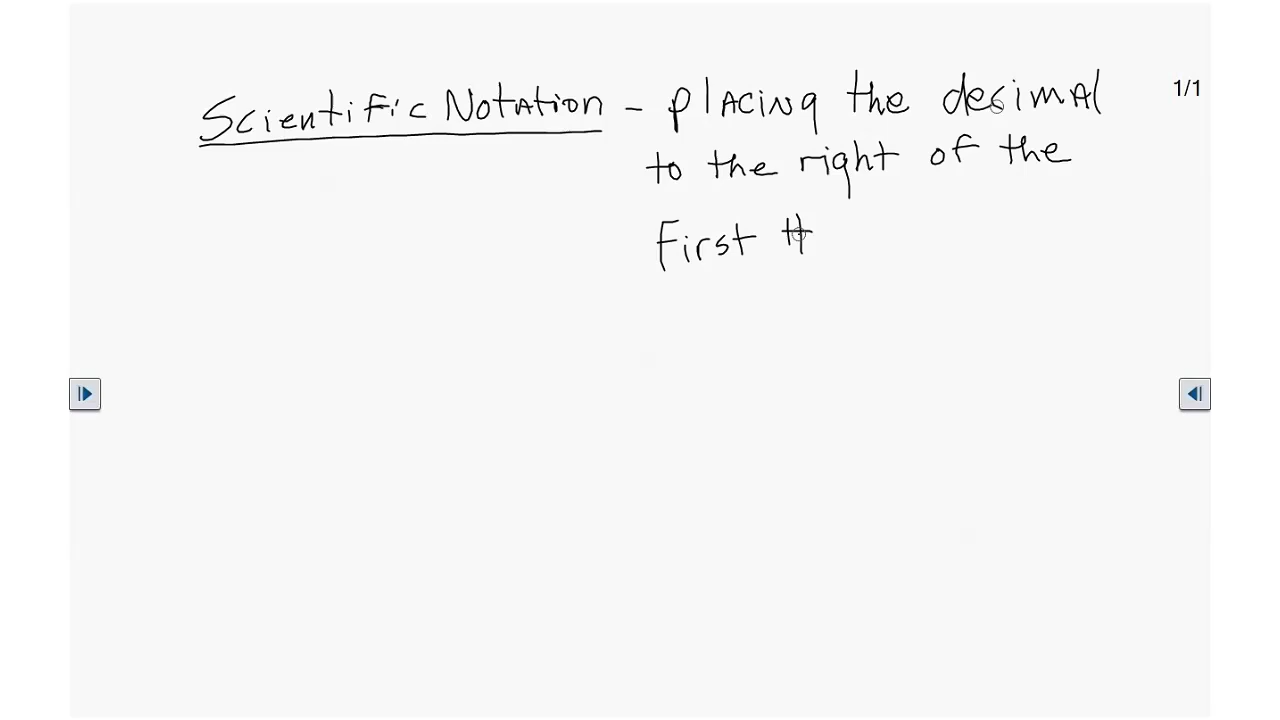 Scientific Notation - placing the decimal
to the right of the
First #
1/1